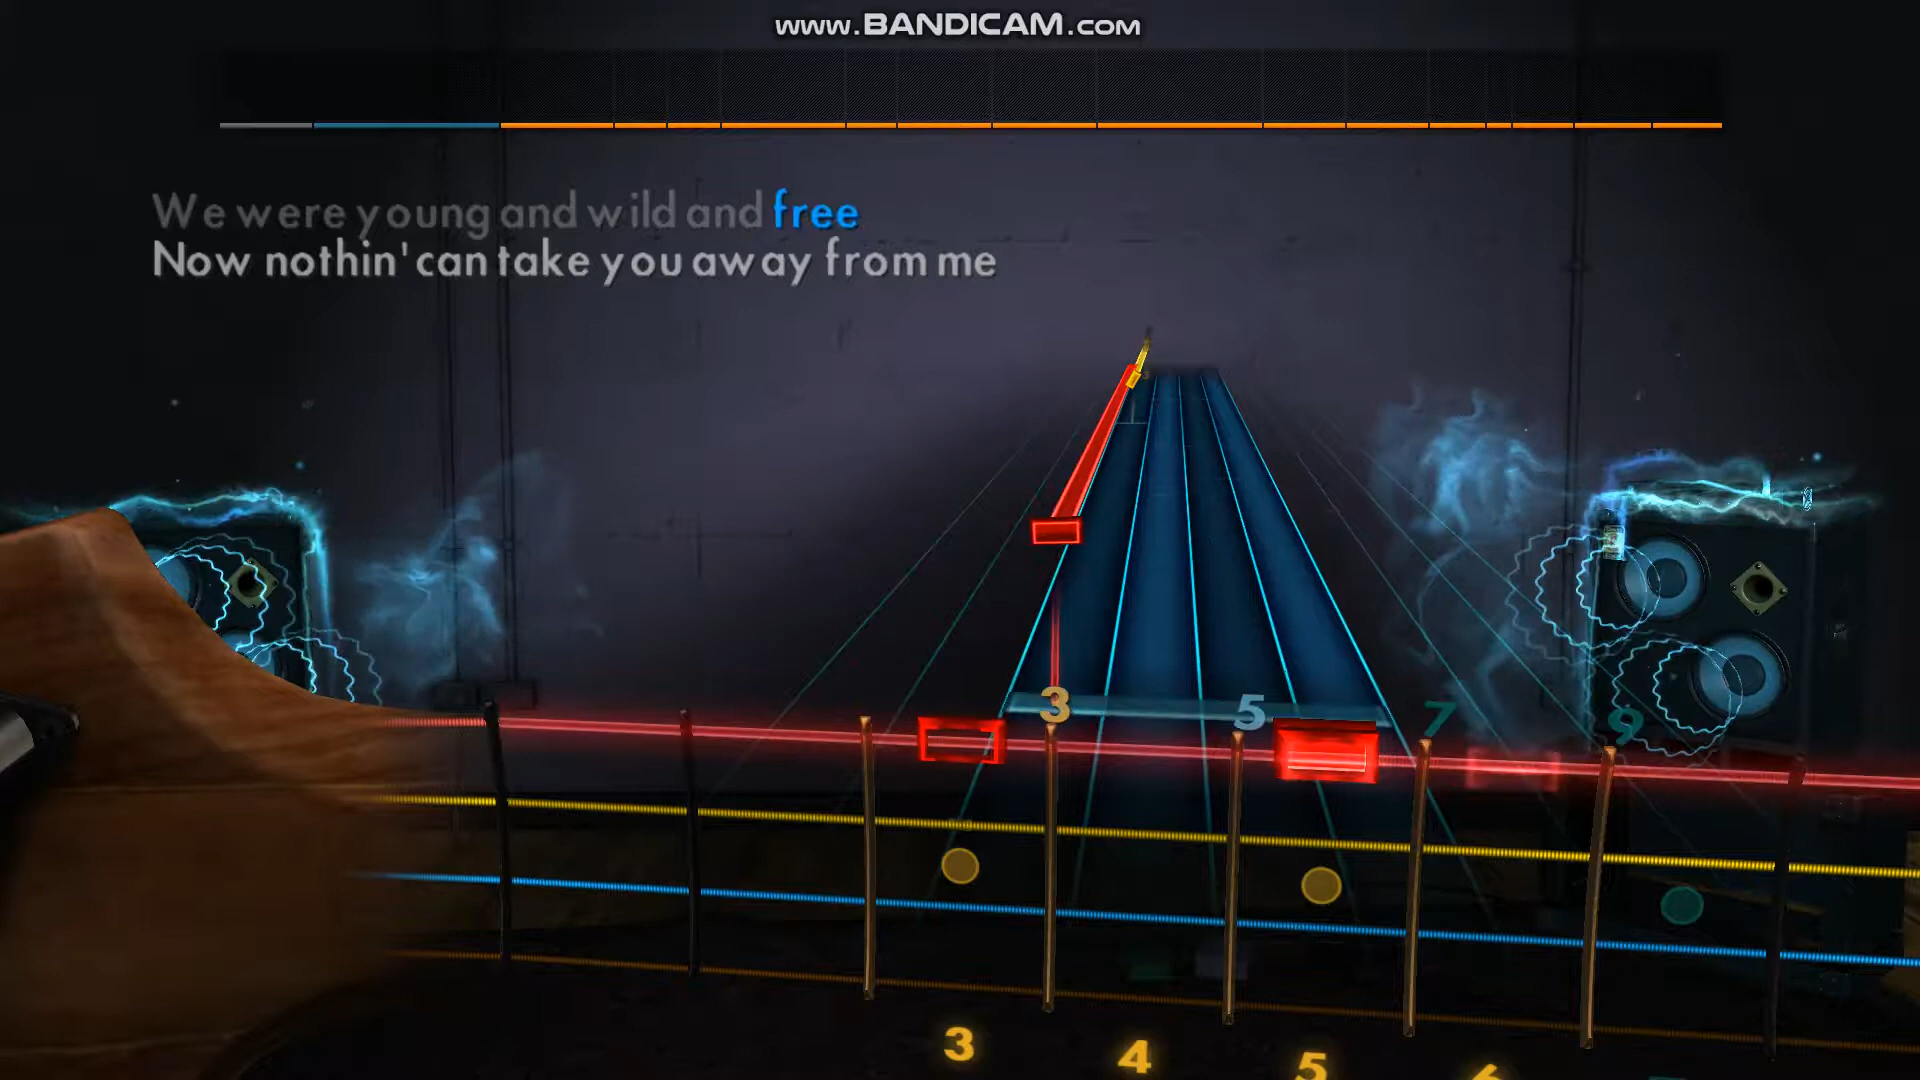 www.BANDICAM.com
We were young and wild and free
Now nothin' can take you away from me
3 5 7 9
3 4 5 6